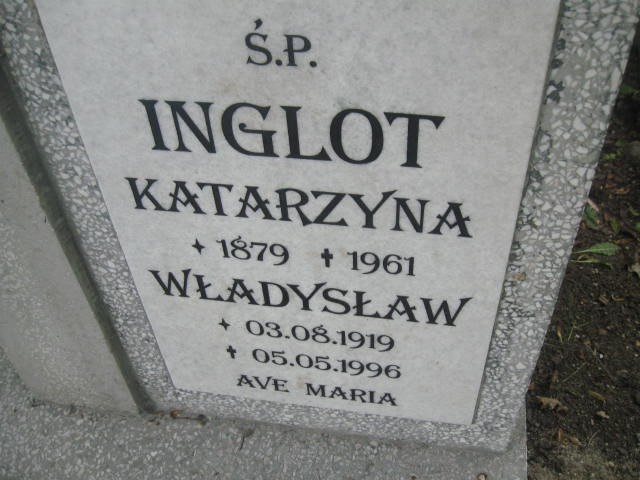 Ś.P.
INGLOT
KATARZYNA
✦ 1879 ✝ 1961
WŁADYSŁAW
✦ 03.08.1919
✝ 05.05.1996
AVE MARIA